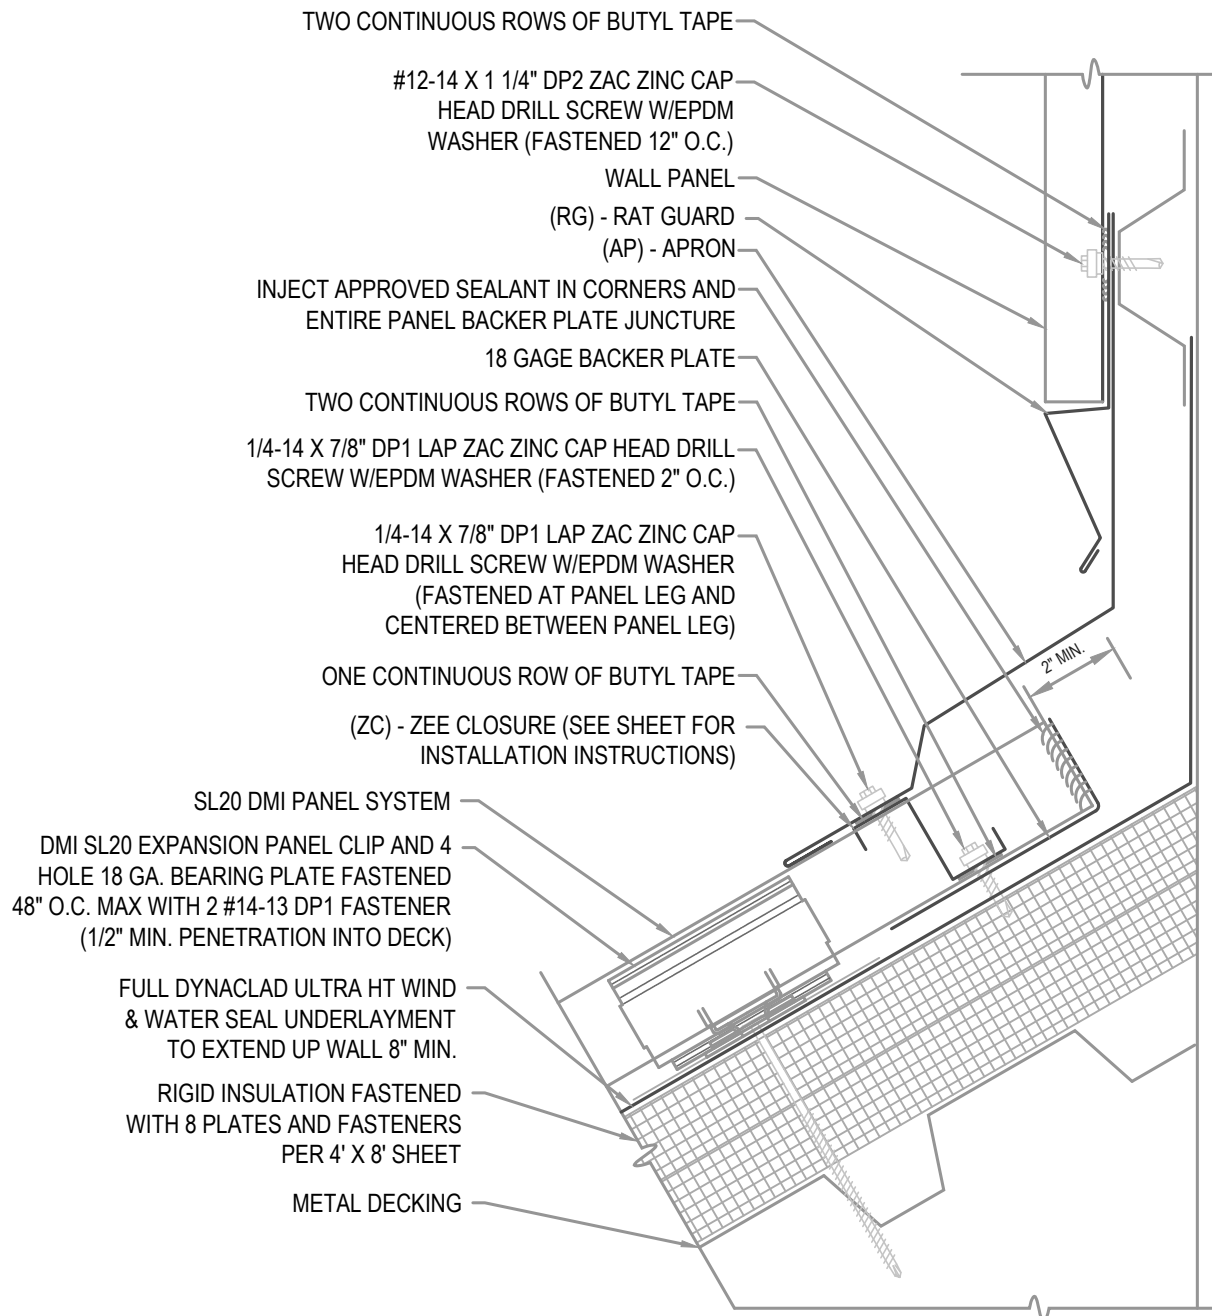 TWO CONTINUOUS ROWS OF BUTYL TAPE
#12-14 X 1 1/4" DP2 ZAC ZINC CAP
HEAD DRILL SCREW W/EPDM
WASHER (FASTENED 12" O.C.)
WALL PANEL
(RG) - RAT GUARD
(AP) - APRON
INJECT APPROVED SEALANT IN CORNERS AND
ENTIRE PANEL BACKER PLATE JUNCTURE
18 GAGE BACKER PLATE
TWO CONTINUOUS ROWS OF BUTYL TAPE
1/4-14 X 7/8" DP1 LAP ZAC ZINC CAP HEAD DRILL
SCREW W/EPDM WASHER (FASTENED 2" O.C.)
1/4-14 X 7/8" DP1 LAP ZAC ZINC CAP
HEAD DRILL SCREW W/EPDM WASHER
(FASTENED AT PANEL LEG AND
CENTERED BETWEEN PANEL LEG)
2" MIN.
ONE CONTINUOUS ROW OF BUTYL TAPE
(ZC) - ZEE CLOSURE (SEE SHEET FOR
INSTALLATION INSTRUCTIONS)
SL20 DMI PANEL SYSTEM
DMI SL20 EXPANSION PANEL CLIP AND 4
HOLE 18 GA. BEARING PLATE FASTENED
48" O.C. MAX WITH 2 #14-13 DP1 FASTENER
(1/2" MIN. PENETRATION INTO DECK)
FULL DYNACLAD ULTRA HT WIND
& WATER SEAL UNDERLAYMENT
TO EXTEND UP WALL 8" MIN.
RIGID INSULATION FASTENED
WITH 8 PLATES AND FASTENERS
PER 4' X 8' SHEET
METAL DECKING